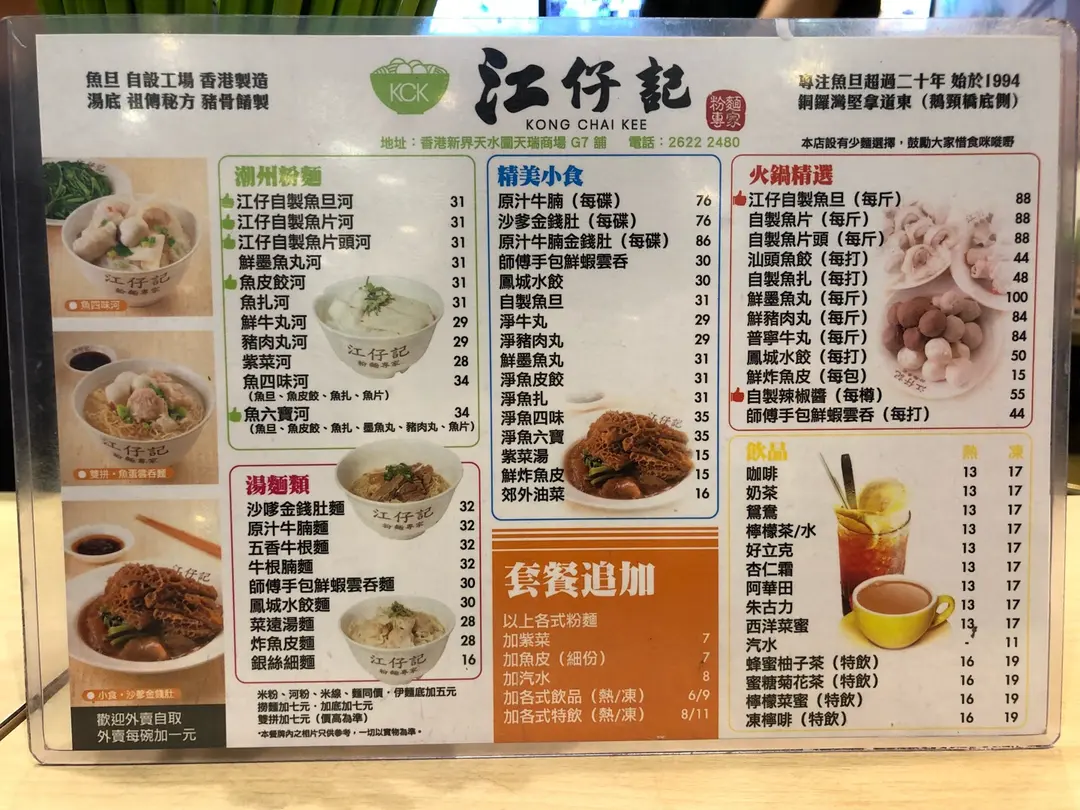 魚旦 自設工場 香港製造
湯底 祖傳秘方 豬骨餚製
KCK
江仔記
KONG CHAI KEE
粉麵專家
專注魚旦超過二十年 始於1994
銅羅灣堅拿道東（鵝頸橋底側）
地址：香港新界天水圍天瑞商場 G7 舖 電話：2622 2480
本店設有少麵選擇，鼓勵大家惜食咪嘥嘢
魚四味河
雙拼・魚蛋雲吞麵
小食・沙嗲金錢肚
歡迎外賣自取
外賣每碗加一元
潮州粉麵
江仔自製魚旦河 31
江仔自製魚片河 31
江仔自製魚片頭河 31
鮮墨魚丸河 31
魚皮餃河 31
魚扎河 31
鮮牛丸河 29
豬肉丸河 29
紫菜河 28
魚四味河 34
（魚旦、魚皮餃、魚扎、魚片）
魚六寶河 34
（魚旦、魚皮餃、魚扎、墨魚丸、豬肉丸、魚片）
江仔記
粉麵專家
湯麵類
沙嗲金錢肚麵 32
原汁牛腩麵 32
五香牛根麵 32
牛根腩麵 32
師傅手包鮮蝦雲吞麵 30
鳳城水餃麵 30
菜遠湯麵 28
炸魚皮麵 28
銀絲細麵 16
江仔記
粉麵專家
江仔記
粉麵專家
米粉、河粉、米線、麵同價，伊麵底加五元
撈麵加七元．加底加七元
雙拼加七元（價高為準）
*本餐牌內之相片只供參考，一切以實物為準。
精美小食
原汁牛腩（每碟） 76
沙嗲金錢肚（每碟） 76
原汁牛腩金錢肚（每碟） 86
師傅手包鮮蝦雲吞 30
鳳城水餃 30
自製魚旦 31
淨牛丸 29
淨豬肉丸 29
鮮墨魚丸 31
淨魚皮餃 31
淨魚扎 31
淨魚四味 35
淨魚六寶 35
紫菜湯 15
鮮炸魚皮 15
郊外油菜 16
套餐追加
以上各式粉麵
加紫菜 7
加魚皮（細份） 7
加汽水 8
加各式飲品（熱/凍） 6/9
加各式特飲（熱/凍） 8/11
火鍋精選
江仔自製魚旦（每斤） 88
自製魚片（每斤） 88
自製魚片頭（每斤） 88
汕頭魚餃（每打） 44
自製魚扎（每打） 48
鮮墨魚丸（每斤） 100
鮮豬肉丸（每斤） 84
普寧牛丸（每斤） 84
鳳城水餃（每打） 50
鮮炸魚皮（每包） 15
自製辣椒醬（每樽） 55
師傅手包鮮蝦雲吞（每打） 44
飲品 熱 凍
咖啡 13 17
奶茶 13 17
鴛鴦 13 17
檸檬茶/水 13 17
好立克 13 17
杏仁霜 13 17
阿華田 13 17
朱古力 13 17
西洋菜蜜 13 17
汽水 - 11
蜂蜜柚子茶（特飲） 16 19
蜜糖菊花茶（特飲） 16 19
檸檬菜蜜（特飲） 16 19
凍檸啡（特飲） 16 19